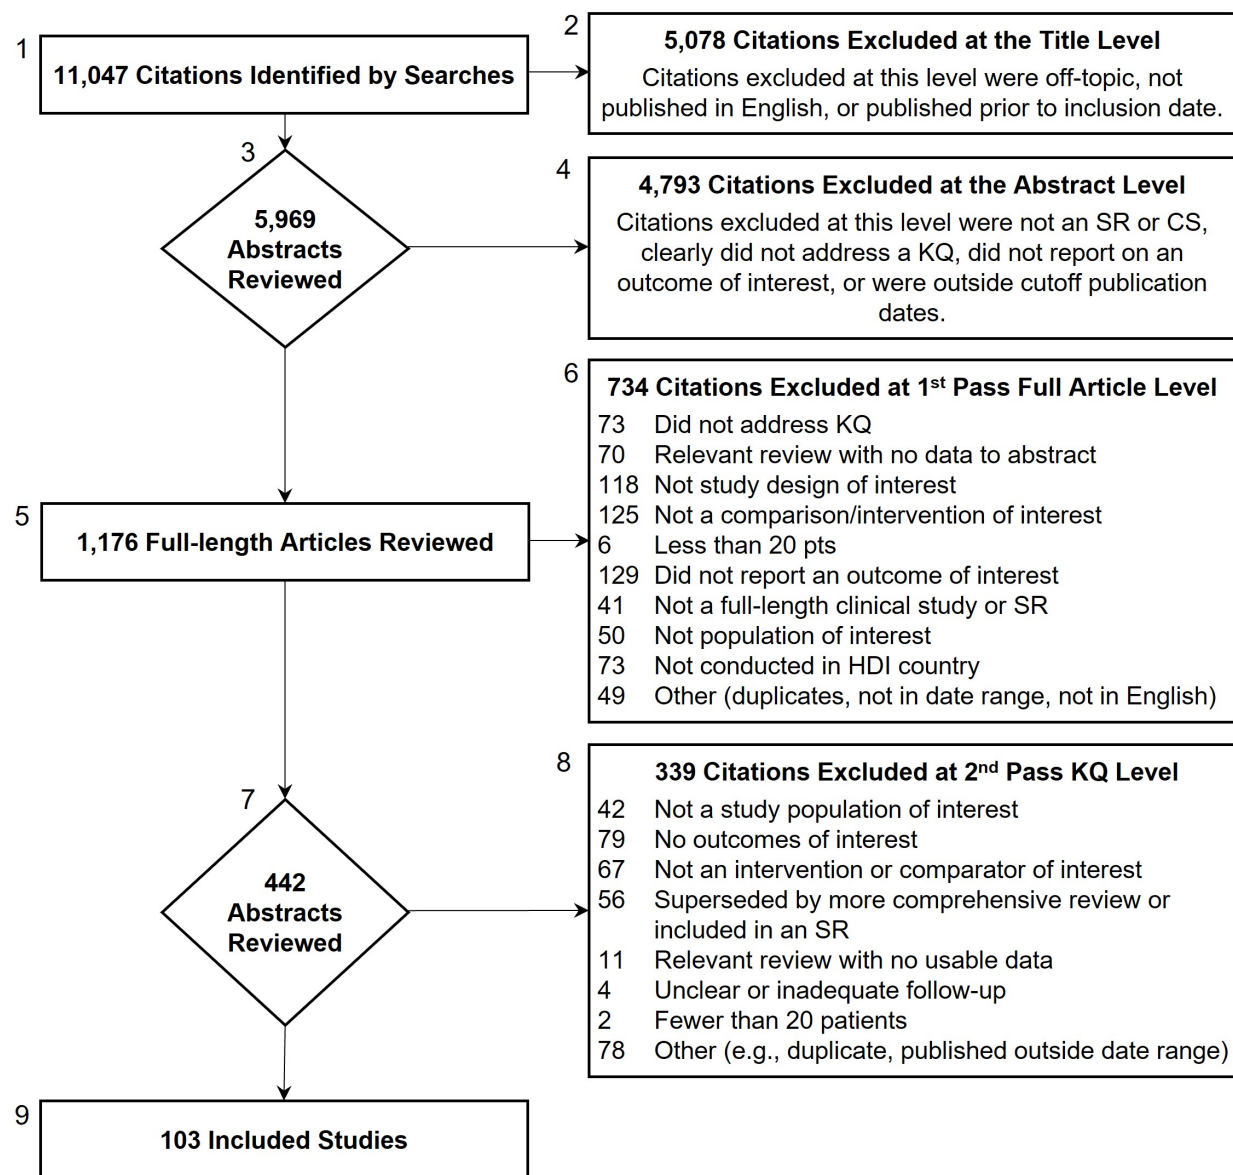 1
11,047 Citations Identified by Searches
2
5,078 Citations Excluded at the Title Level
Citations excluded at this level were off-topic, not
published in English, or published prior to inclusion date.
3
5,969
Abstracts
Reviewed
4
4,793 Citations Excluded at the Abstract Level
Citations excluded at this level were not an SR or CS,
clearly did not address a KQ, did not report on an
outcome of interest, or were outside cutoff publication
dates.
5
1,176 Full-length Articles Reviewed
6
734 Citations Excluded at 1st Pass Full Article Level
73 Did not address KQ
70 Relevant review with no data to abstract
118 Not study design of interest
125 Not a comparison/intervention of interest
6 Less than 20 pts
129 Did not report an outcome of interest
41 Not a full-length clinical study or SR
50 Not population of interest
73 Not conducted in HDI country
49 Other (duplicates, not in date range, not in English)
7
442
Abstracts
Reviewed
8
339 Citations Excluded at 2nd Pass KQ Level
42 Not a study population of interest
79 No outcomes of interest
67 Not an intervention or comparator of interest
56 Superseded by more comprehensive review or
included in an SR
11 Relevant review with no usable data
4 Unclear or inadequate follow-up
2 Fewer than 20 patients
78 Other (e.g., duplicate, published outside date range)
9
103 Included Studies